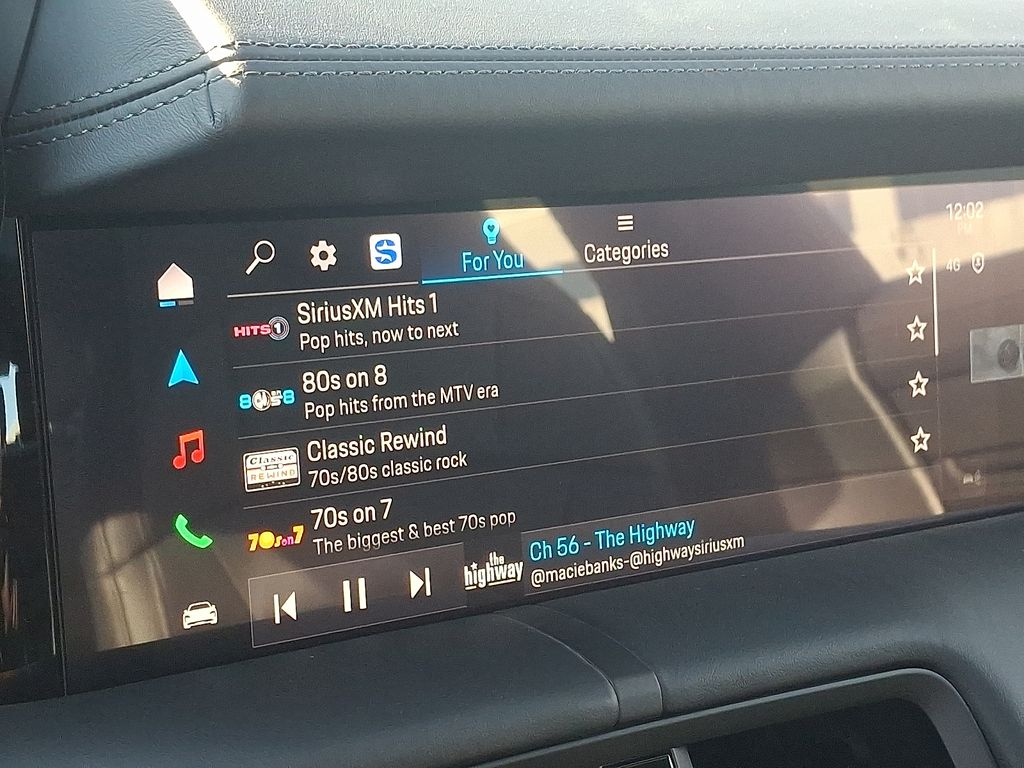 12:02
PM
For You
Categories
4G
HITS 1
SiriusXM Hits 1
Pop hits, now to next
80s on 8
Pop hits from the MTV era
Classic
REWIND
Classic Rewind
70s/80s classic rock
70s on 7
70s on 7
The biggest & best 70s pop
the
highway
Ch 56 - The Highway
@maciebanks-@highwaysiriusxm